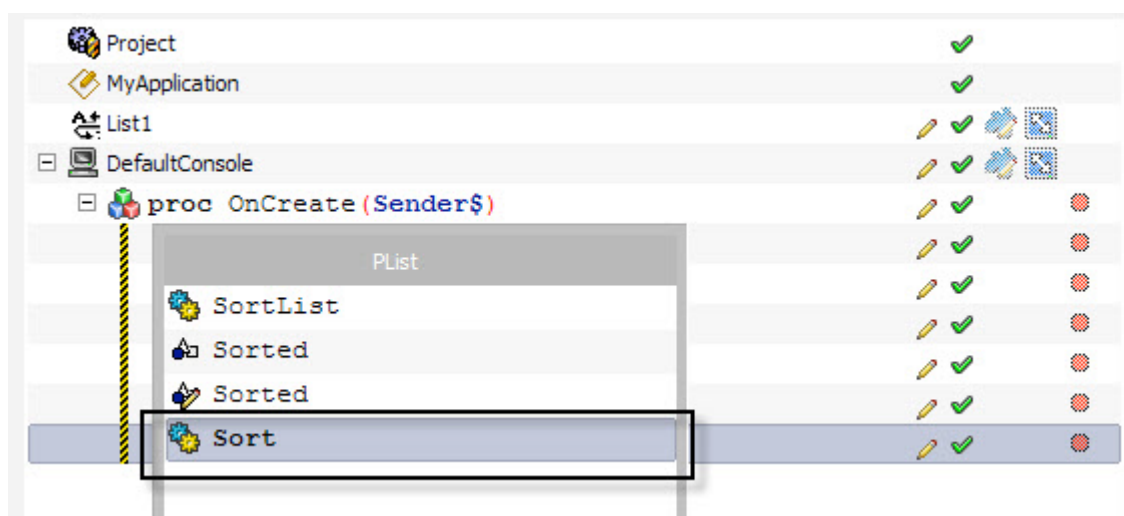 Project
MyApplication
List1
DefaultConsole
proc OnCreate(Sender$)
PList
SortList
Sorted
Sorted
Sort